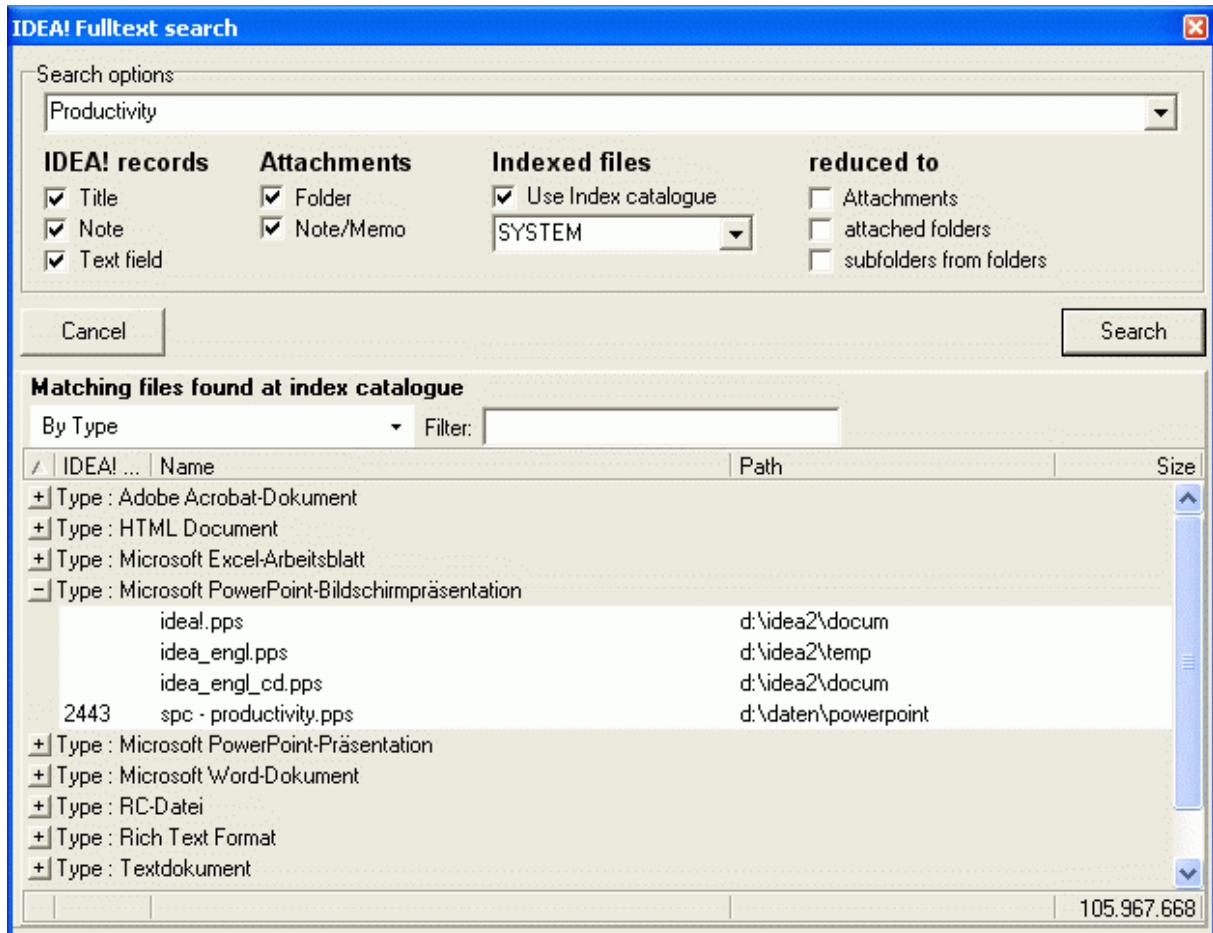 IDEA! Fulltext search
Search options
Productivity
IDEA! records Attachments Indexed files reduced to
Title Folder Use Index catalogue Attachments
Note Note/Memo SYSTEM attached folders
Text field subfolders from folders
Cancel Search
Matching files found at index catalogue
By Type Filter:
IDEA! ... Name Path Size
Type : Adobe Acrobat-Dokument
Type : HTML Document
Type : Microsoft Excel-Arbeitsblatt
Type : Microsoft PowerPoint-Bildschirmpräsentation
idea!.pps d:\idea2\docum
idea_engl.pps d:\idea2\temp
idea_engl_cd.pps d:\idea2\docum
2443 spc - productivity.pps d:\daten\powerpoint
Type : Microsoft PowerPoint-Präsentation
Type : Microsoft Word-Dokument
Type : RC-Datei
Type : Rich Text Format
Type : Textdokument
105.967.668